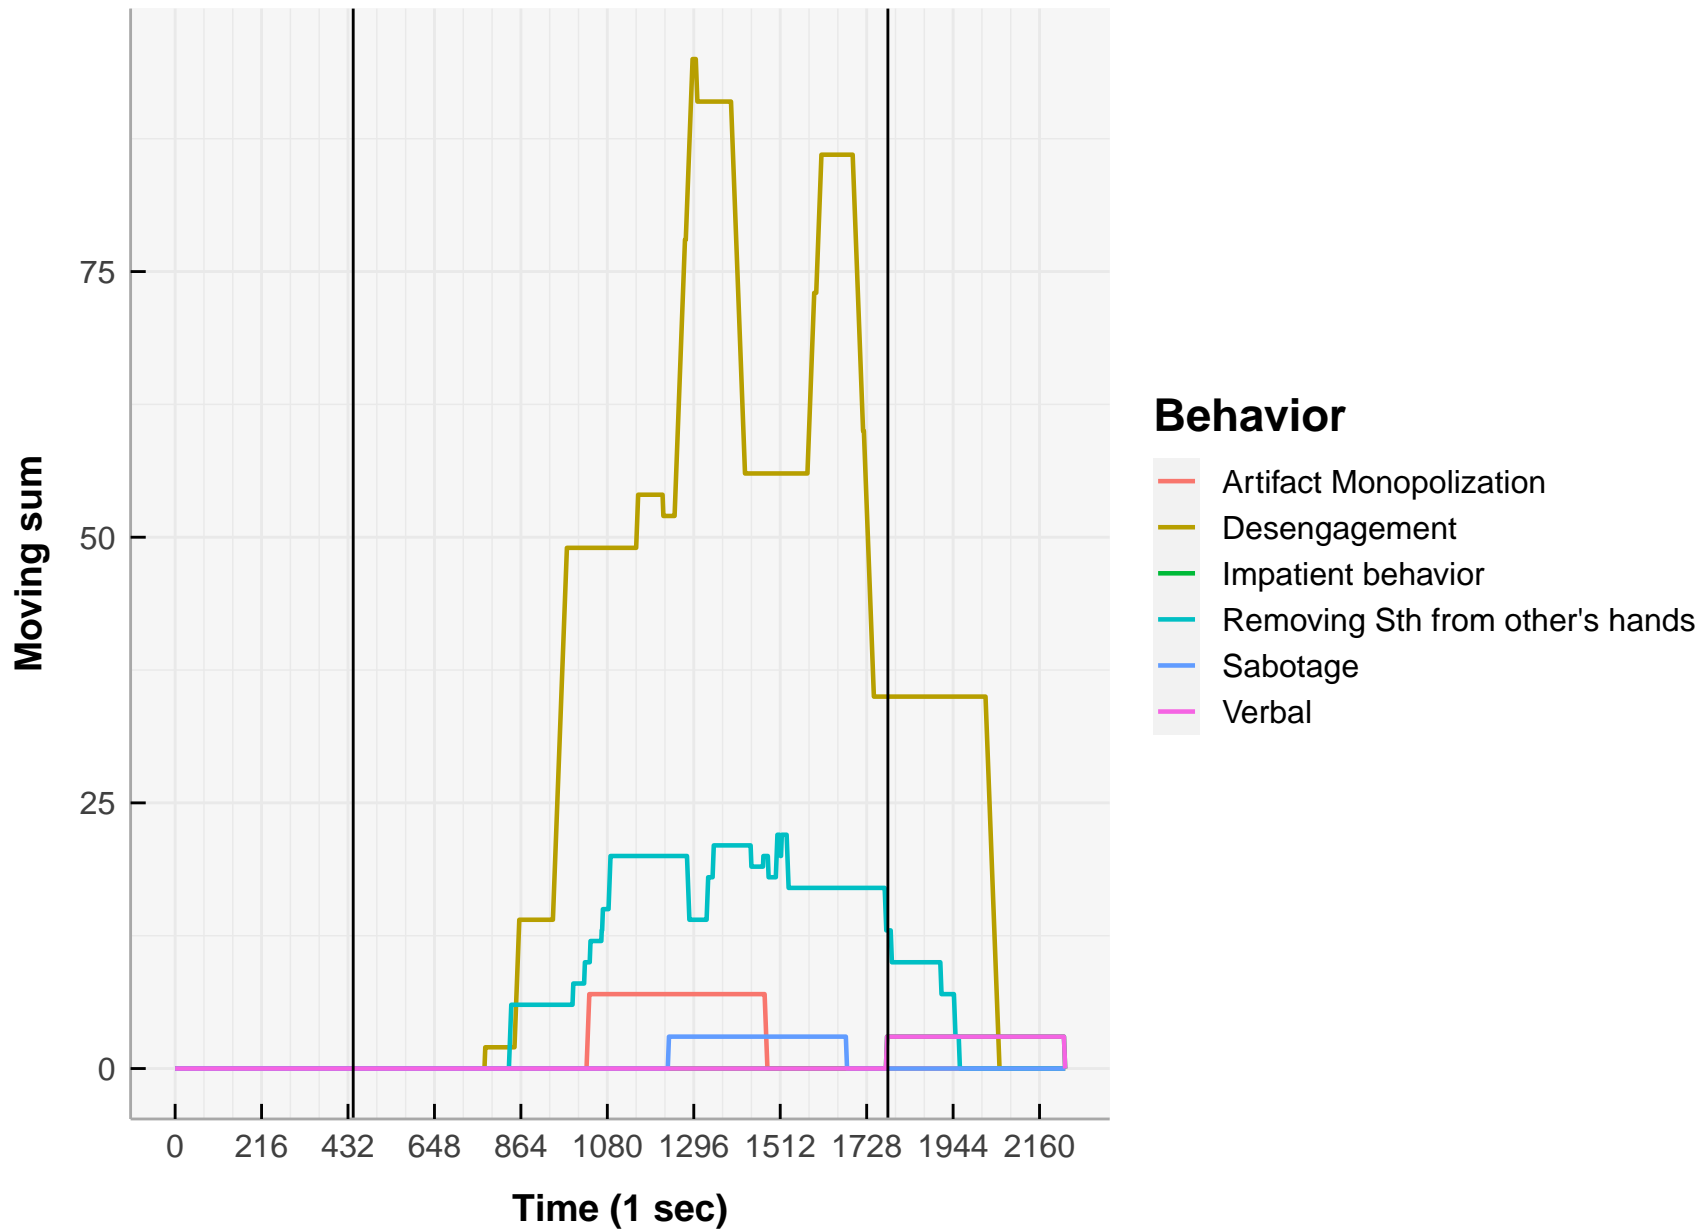 Moving sum
75
50
25
0
0 216 432 648 864 1080 1296 1512 1728 1944 2160
Time (1 sec)
Behavior
Artifact Monopolization
Desengagement
Impatient behavior
Removing Sth from other's hands
Sabotage
Verbal